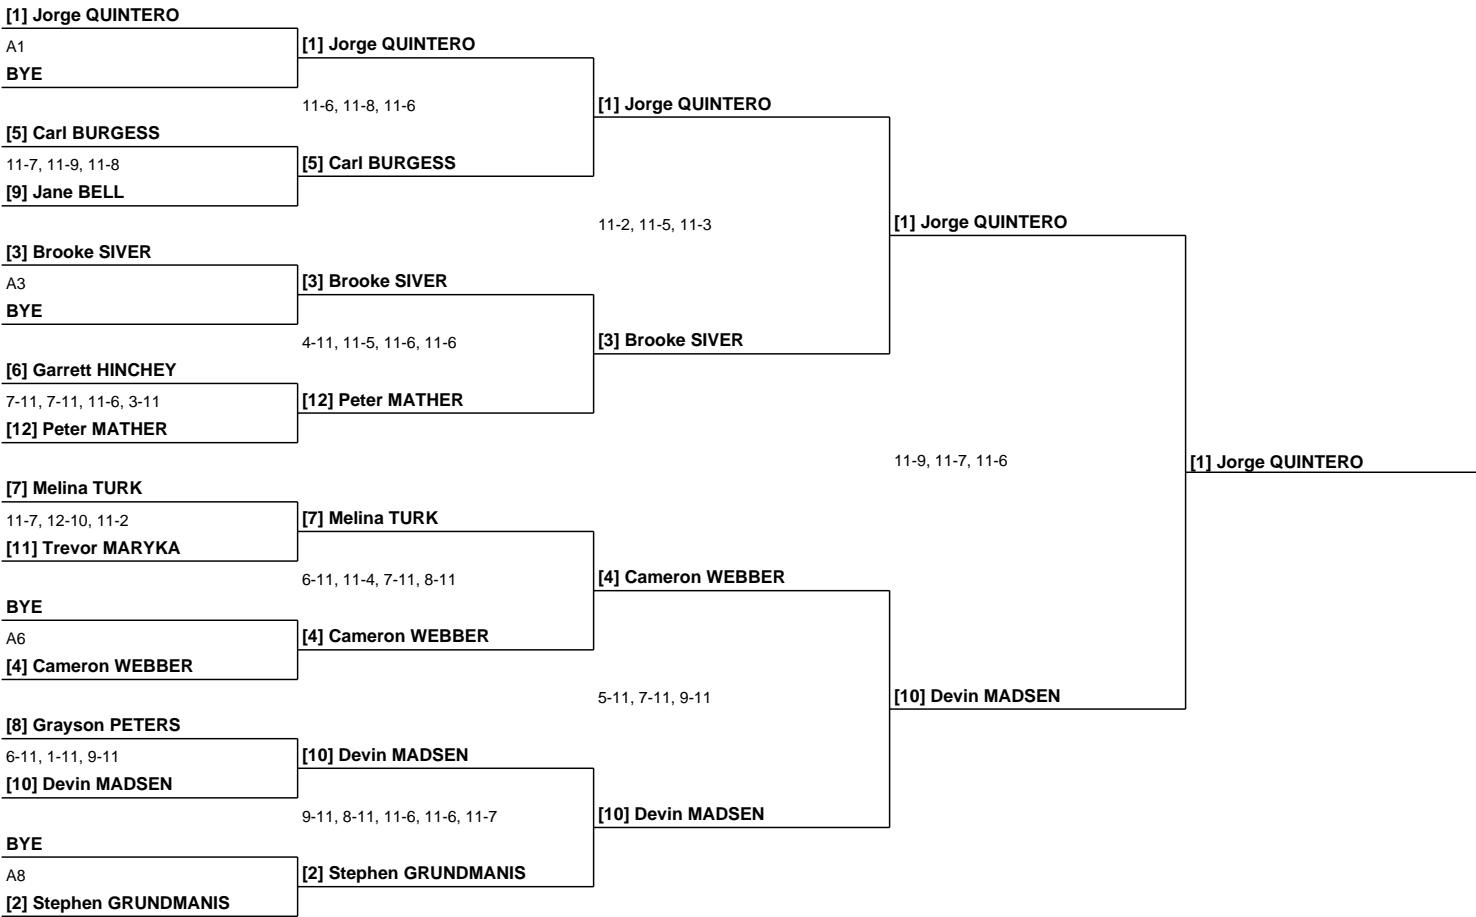 [1] Jorge QUINTERO
A1
BYE
[5] Carl BURGESS
11-7, 11-9, 11-8
[9] Jane BELL
[3] Brooke SIVER
A3
BYE
[6] Garrett HINCHEY
7-11, 7-11, 11-6, 3-11
[12] Peter MATHER
[7] Melina TURK
11-7, 12-10, 11-2
[11] Trevor MARYKA
BYE
A6
[4] Cameron WEBBER
[8] Grayson PETERS
6-11, 1-11, 9-11
[10] Devin MADSEN
BYE
A8
[2] Stephen GRUNDMANIS
[1] Jorge QUINTERO
11-6, 11-8, 11-6
[5] Carl BURGESS
[3] Brooke SIVER
4-11, 11-5, 11-6, 11-6
[12] Peter MATHER
[7] Melina TURK
6-11, 11-4, 7-11, 8-11
[4] Cameron WEBBER
[10] Devin MADSEN
9-11, 8-11, 11-6, 11-6, 11-7
[2] Stephen GRUNDMANIS
[1] Jorge QUINTERO
11-2, 11-5, 11-3
[3] Brooke SIVER
[4] Cameron WEBBER
5-11, 7-11, 9-11
[10] Devin MADSEN
[1] Jorge QUINTERO
11-9, 11-7, 11-6
[10] Devin MADSEN
[1] Jorge QUINTERO